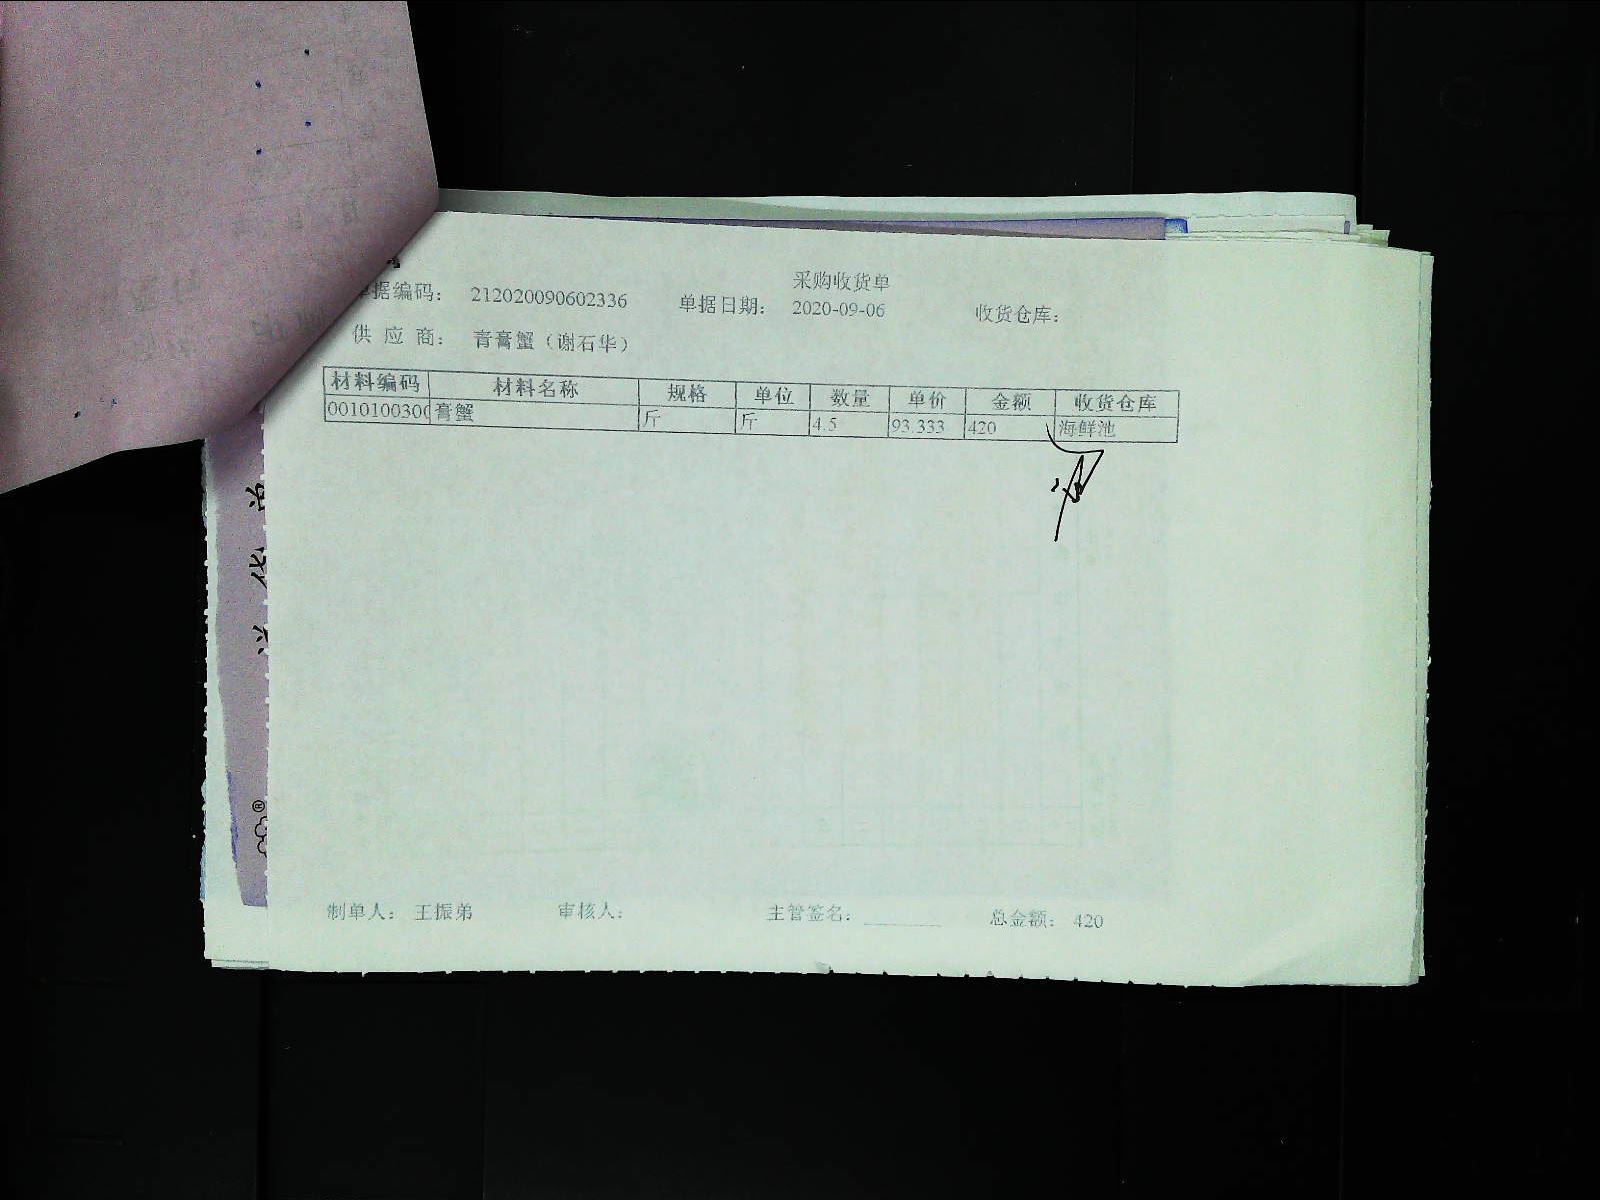 采购收货单
单据编码： 212020090602336 单据日期： 2020-09-06 收货仓库：
供 应 商： 青膏蟹（谢石华）
材料编码 材料名称 规格 单位 数量 单价 金额 收货仓库
0010100300 膏蟹 斤 斤 4.5 93.333 420 海鲜池
制单人： 王振弟 审核人： 主管签名： 总金额： 420